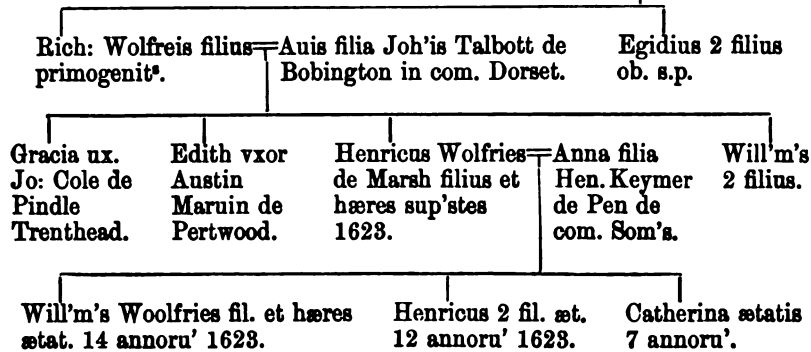 Rich: Wolfreis filius=Auis filia Joh'is Talbott de
primogenitˢ.
Bobington in com. Dorset.
Egidius 2 filius
ob. s.p.
Gracia ux.
Jo: Cole de
Pindle
Trenthead.
Edith vxor
Austin
Maruin de
Pertwood.
Henricus Wolfries=Anna filia
de Marsh filius et
hæres sup'stes
1623.
Hen. Keymer
de Pen de
com. Som's.
Will'm's
2 filius.
Will'm's Woolfries fil. et hæres
ætat. 14 annoru' 1623.
Henricus 2 fil. æt.
12 annoru' 1623.
Catherina ætatis
7 annoru'.